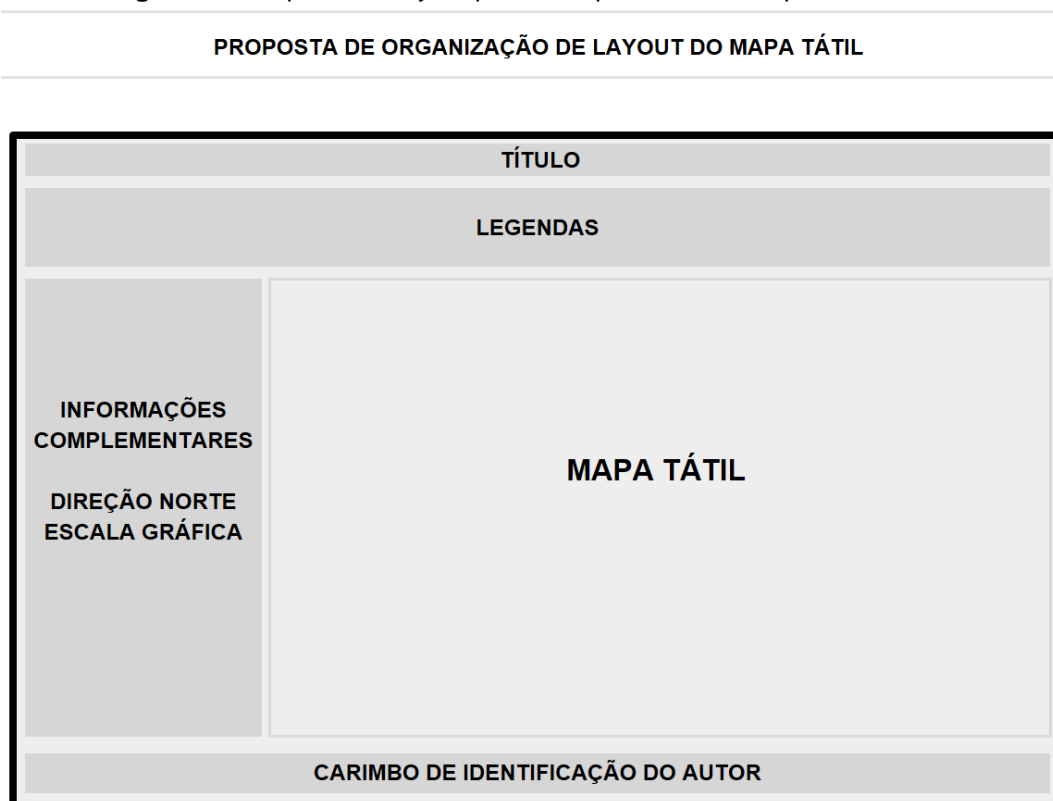 PROPOSTA DE ORGANIZAÇÃO DE LAYOUT DO MAPA TÁTIL
TÍTULO
LEGENDAS
INFORMAÇÕES
COMPLEMENTARES
DIREÇÃO NORTE
ESCALA GRÁFICA
MAPA TÁTIL
CARIMBO DE IDENTIFICAÇÃO DO AUTOR